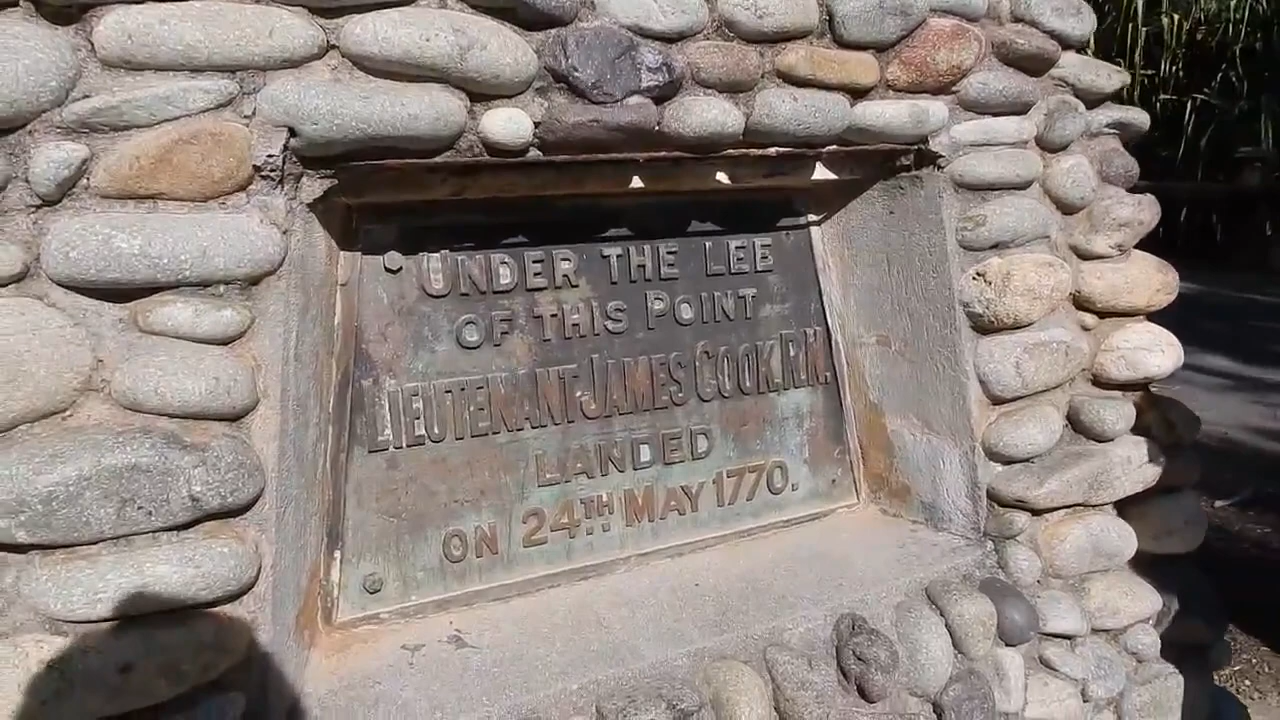 UNDER THE LEE
OF THIS POINT
LIEUTENANT JAMES COOK.R.N.
LANDED
ON 24TH MAY 1770.